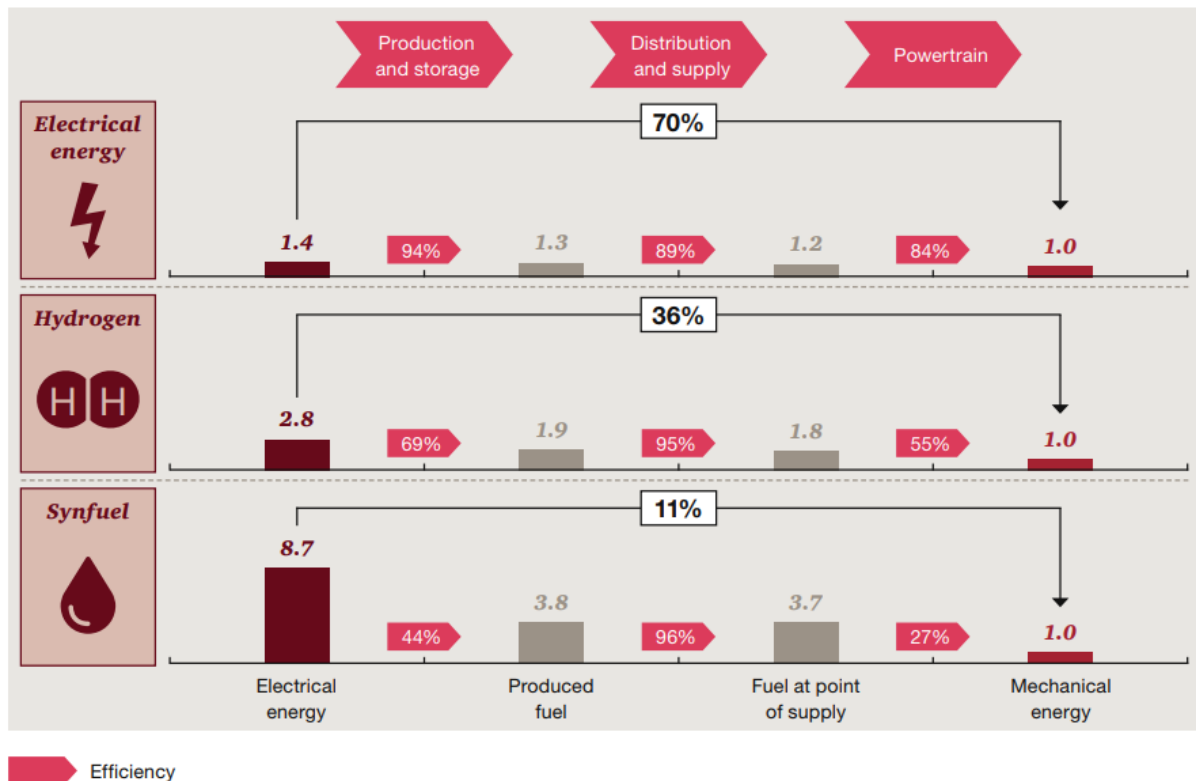 Production
and storage
Distribution
and supply
Powertrain
Electrical
energy
70%
1.4
94%
1.3
89%
1.2
84%
1.0
Hydrogen
H H
36%
2.8
69%
1.9
95%
1.8
55%
1.0
Synfuel
11%
8.7
44%
3.8
96%
3.7
27%
1.0
Electrical
energy
Produced
fuel
Fuel at point
of supply
Mechanical
energy
Efficiency